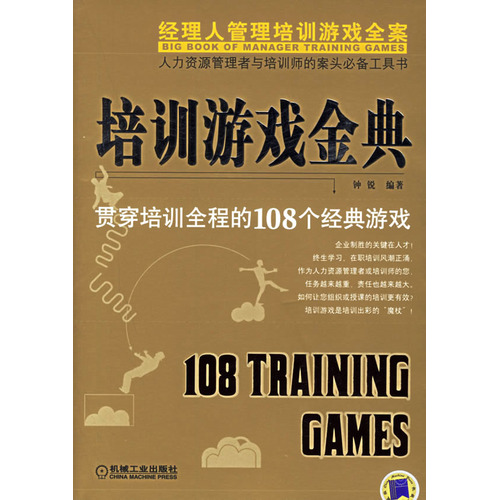 经理人管理培训游戏全案
BIG BOOK OF MANAGER TRAINING GAMES
人力资源管理者与培训师的案头必备工具书
培训游戏金典
钟 锐 编著
贯穿培训全程的108个经典游戏
企业制胜的关键在人才!
终生学习，在职培训风潮正涌，
作为人力资源管理者或培训师的您，
任务越来越重，责任也越来越大。
如何让您组织或授课的培训更有效?
培训游戏是培训出彩的“魔杖”!
108 TRAINING
GAMES
机械工业出版社
CHINA MACHINE PRESS